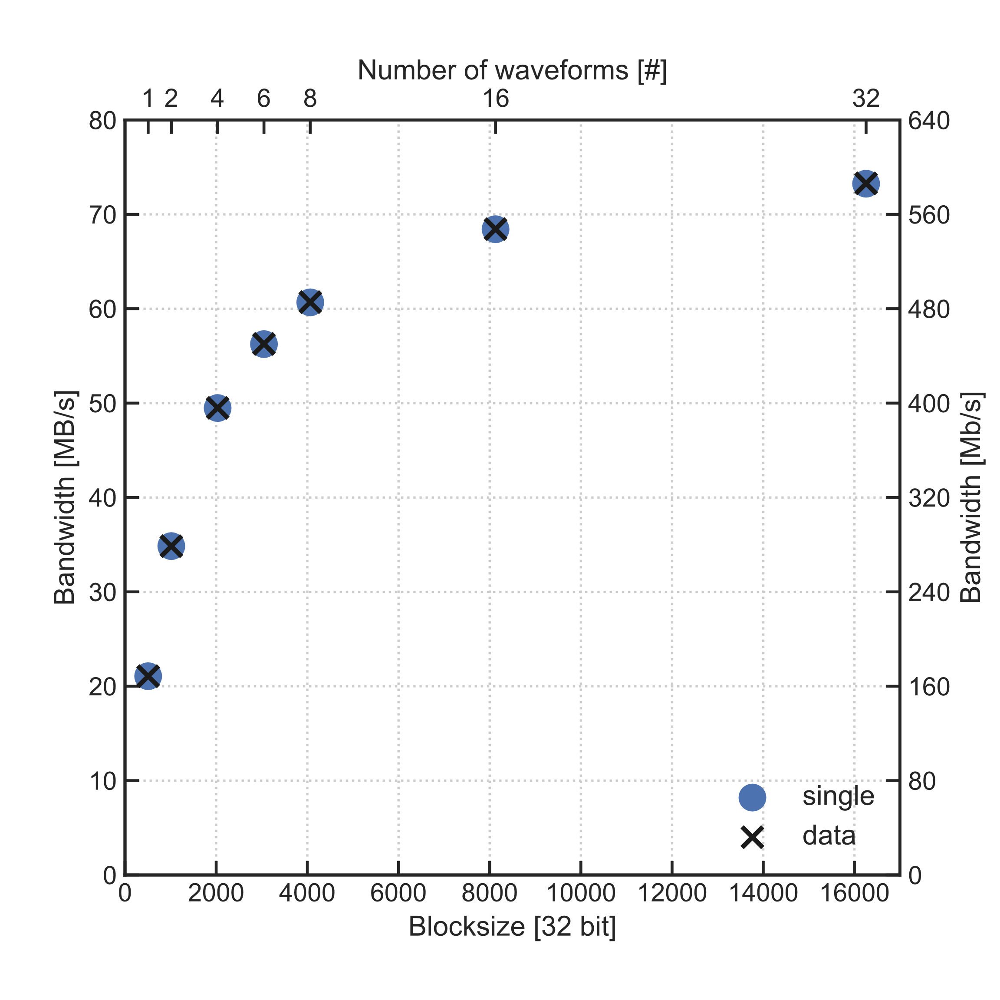 Number of waveforms [#]
1 2 4 6 8 16 32
80 640
70 560
60 480
50 400
40 320
30 240
20 160
10 80
0 0
Bandwidth [MB/s]
Bandwidth [Mb/s]
single
data
0 2000 4000 6000 8000 10000 12000 14000 16000
Blocksize [32 bit]